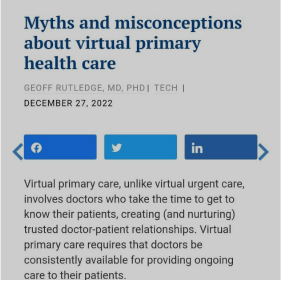 Myths and misconceptions
about virtual primary
health care
GEOFF RUTLEDGE, MD, PHD | TECH |
DECEMBER 27, 2022
Virtual primary care, unlike virtual urgent care,
involves doctors who take the time to get to
know their patients, creating (and nurturing)
trusted doctor-patient relationships. Virtual
primary care requires that doctors be
consistently available for providing ongoing
care to their patients.